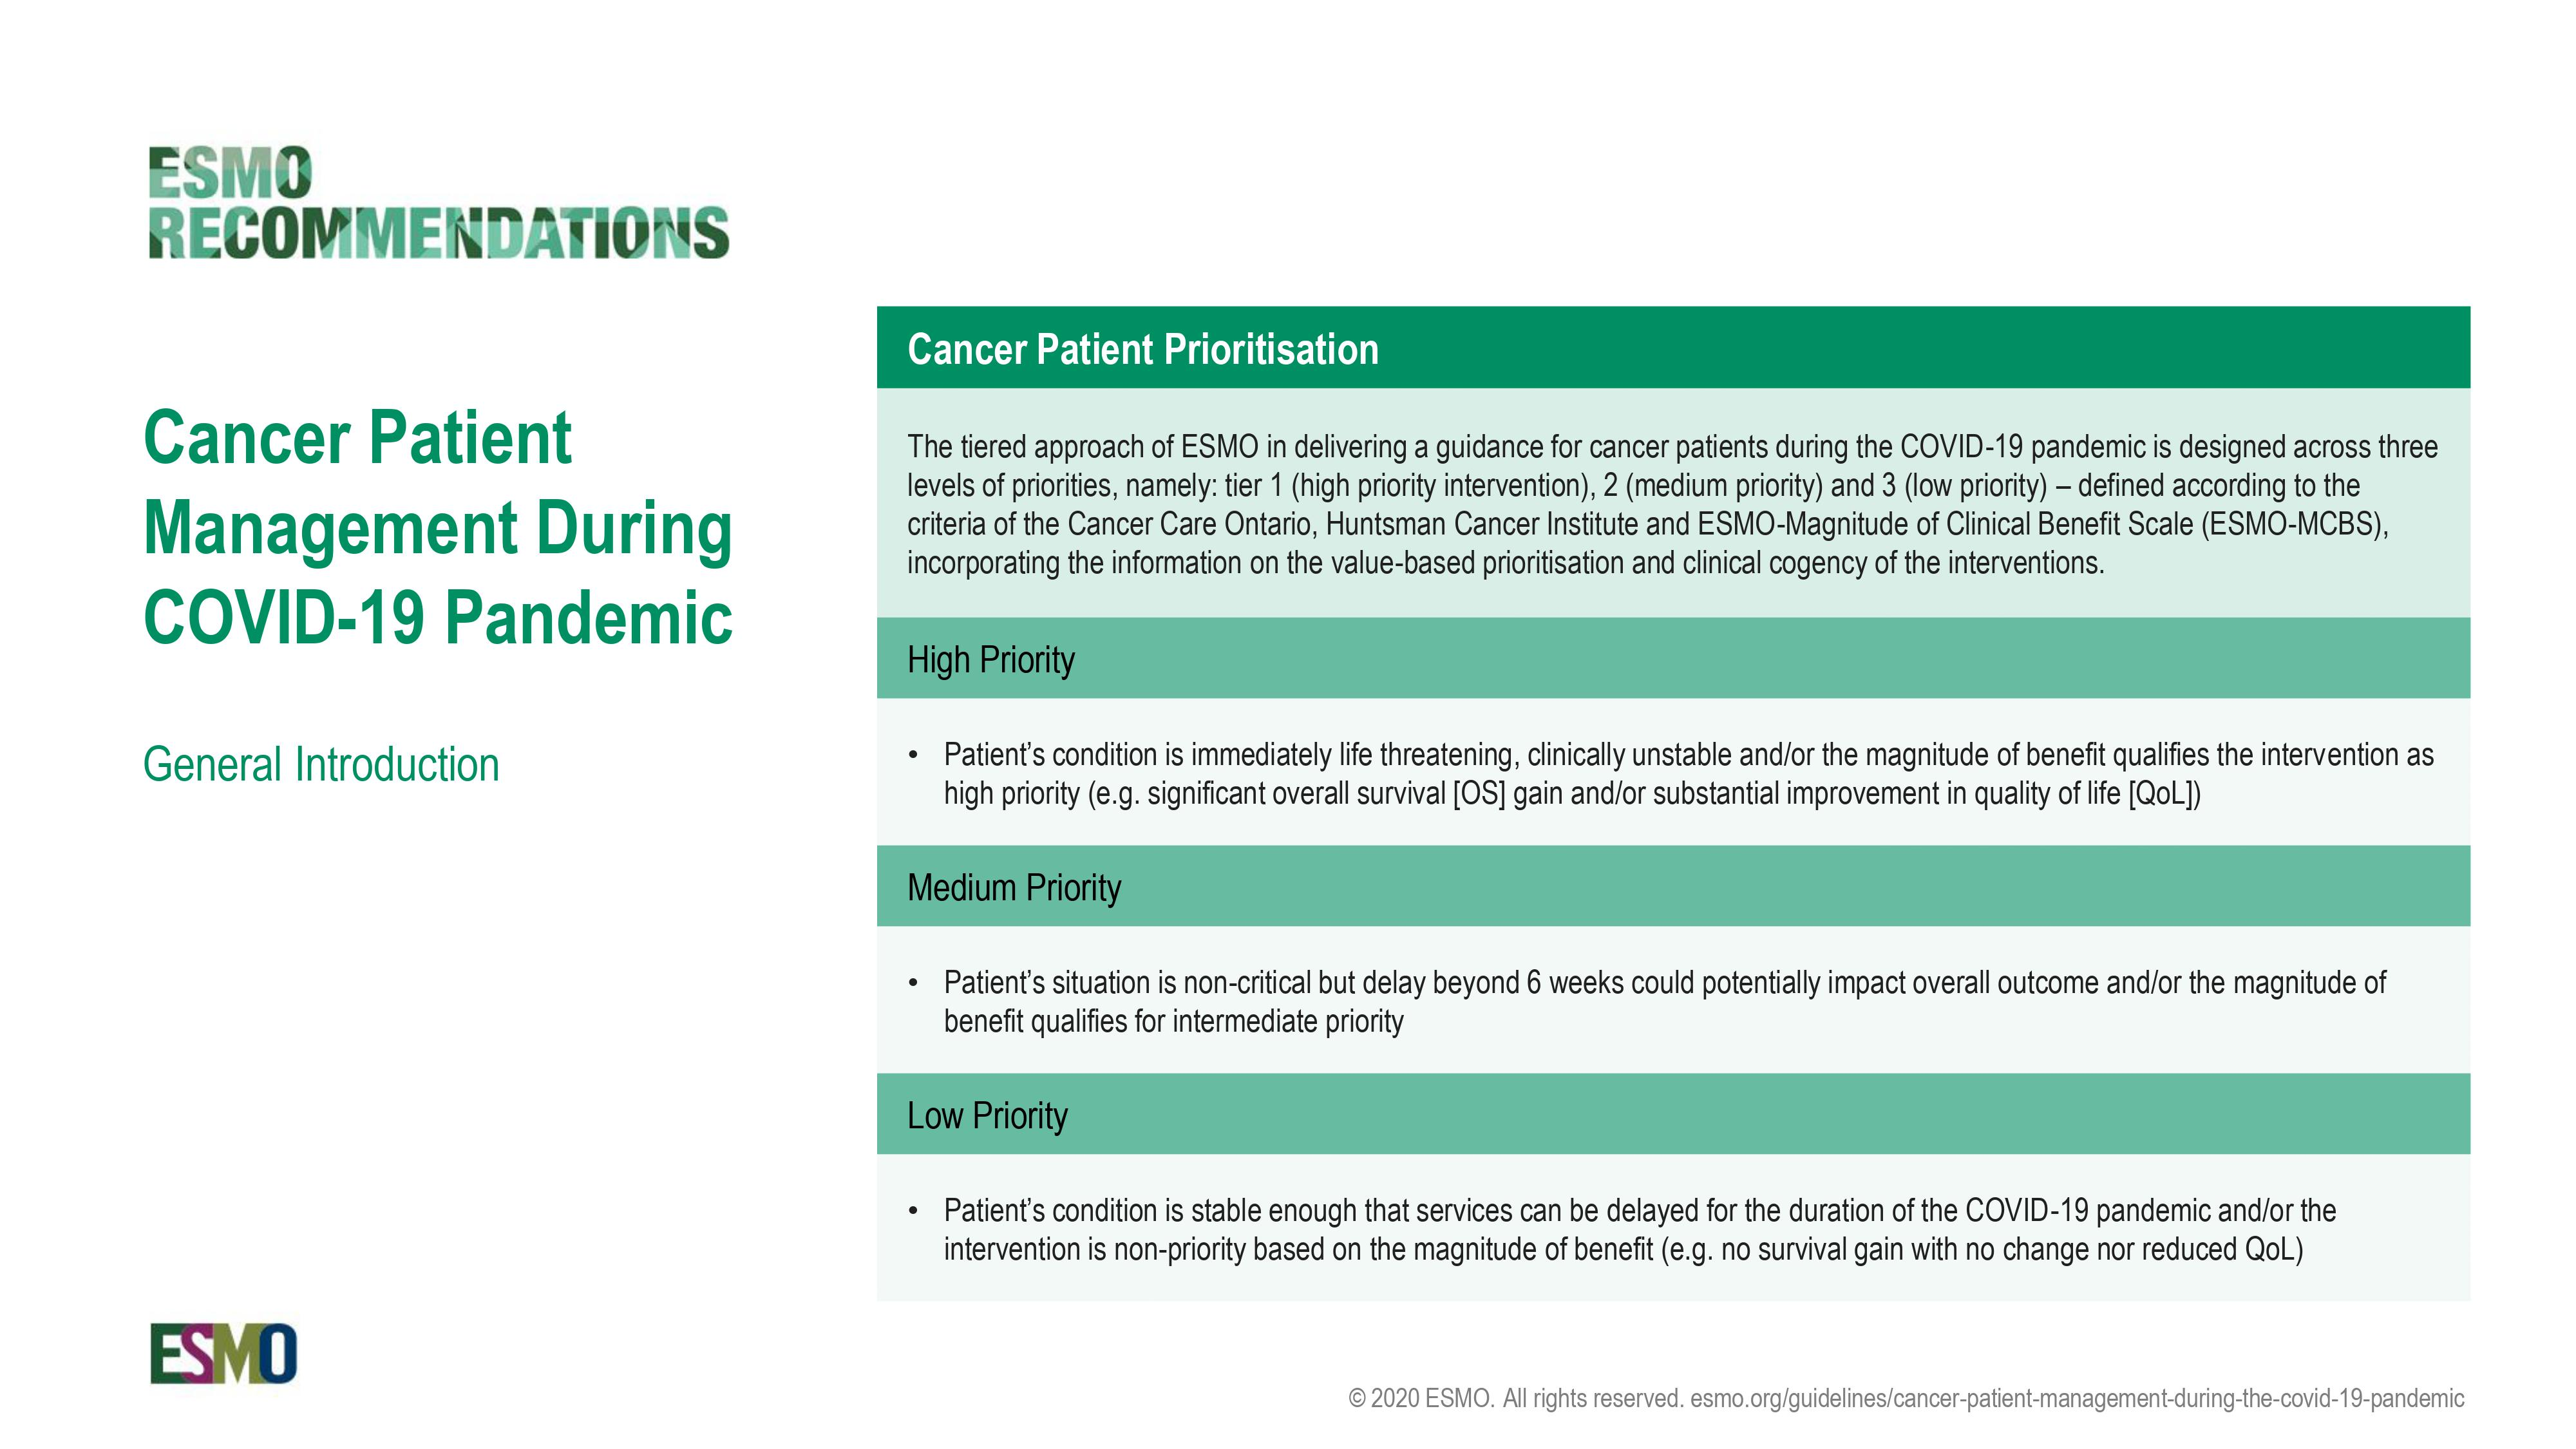 ESMO
RECOMMENDATIONS
Cancer Patient
Management During
COVID-19 Pandemic
General Introduction
Cancer Patient Prioritisation
The tiered approach of ESMO in delivering a guidance for cancer patients during the COVID-19 pandemic is designed across three
levels of priorities, namely: tier 1 (high priority intervention), 2 (medium priority) and 3 (low priority) – defined according to the
criteria of the Cancer Care Ontario, Huntsman Cancer Institute and ESMO-Magnitude of Clinical Benefit Scale (ESMO-MCBS),
incorporating the information on the value-based prioritisation and clinical cogency of the interventions.
High Priority
• Patient’s condition is immediately life threatening, clinically unstable and/or the magnitude of benefit qualifies the intervention as
high priority (e.g. significant overall survival [OS] gain and/or substantial improvement in quality of life [QoL])
Medium Priority
• Patient’s situation is non-critical but delay beyond 6 weeks could potentially impact overall outcome and/or the magnitude of
benefit qualifies for intermediate priority
Low Priority
• Patient’s condition is stable enough that services can be delayed for the duration of the COVID-19 pandemic and/or the
intervention is non-priority based on the magnitude of benefit (e.g. no survival gain with no change nor reduced QoL)
ESMO
© 2020 ESMO. All rights reserved. esmo.org/guidelines/cancer-patient-management-during-the-covid-19-pandemic